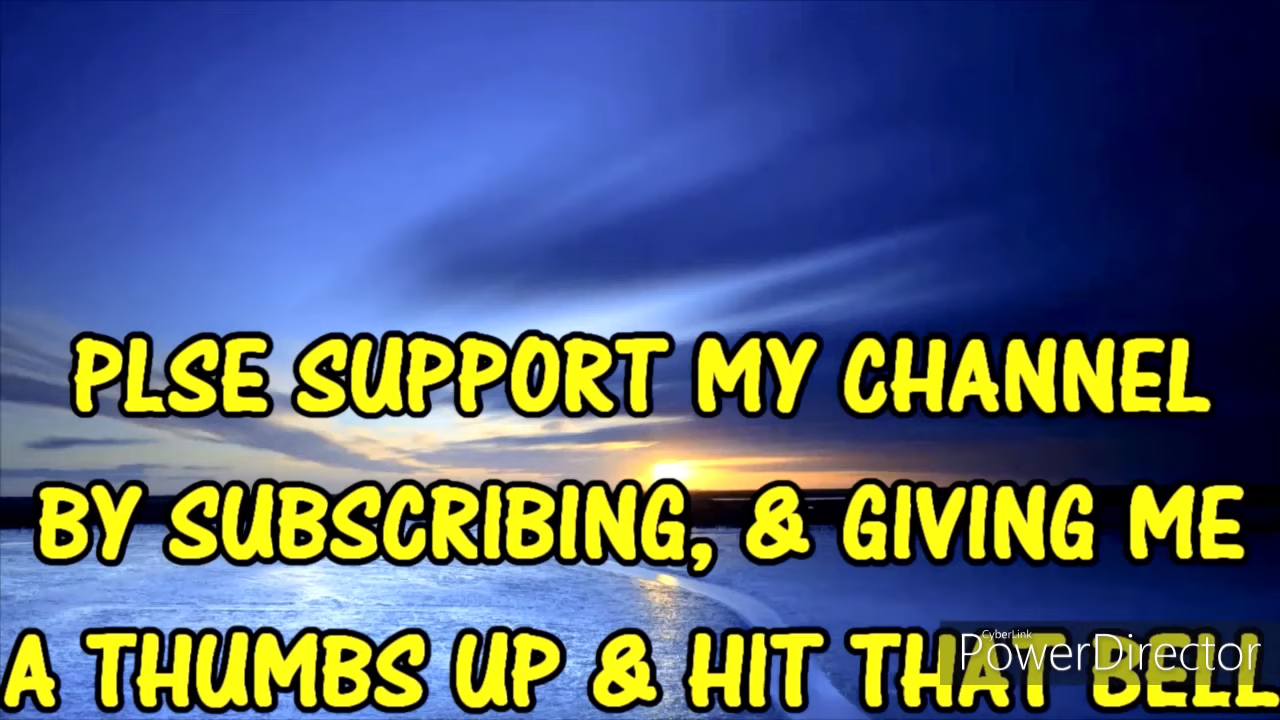 PLSE SUPPORT MY CHANNEL
BY SUBSCRIBING, & GIVING ME
A THUMBS UP & HIT THAT BELL
CyberLink
PowerDirector